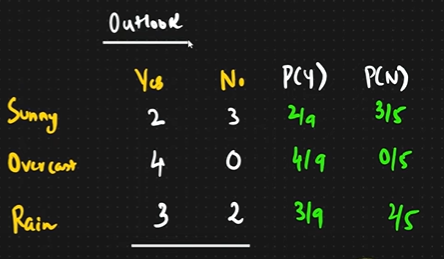 Outlook
Yes No P(Y) P(N)
Sunny 2 3 2/9 3/5
Overcast 4 0 4/9 0/5
Rain 3 2 3/9 2/5